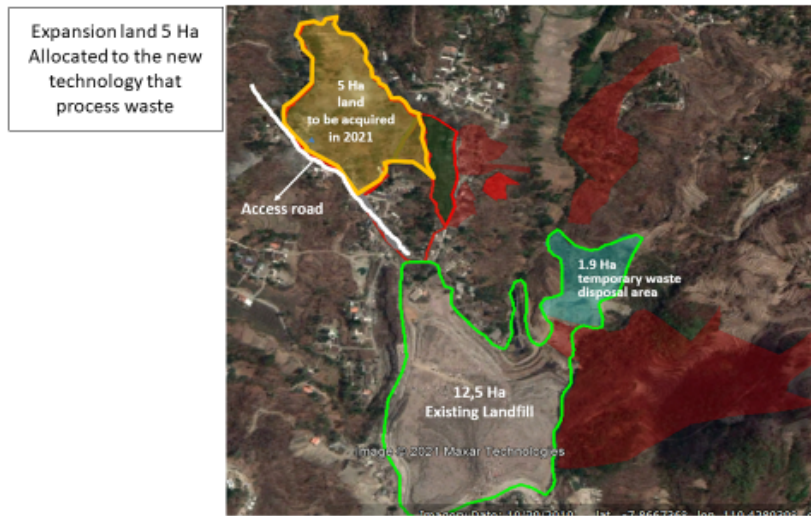 Expansion land 5 Ha
Allocated to the new
technology that
process waste
5 Ha
land
to be acquired
in 2021
Access road
1.9 Ha
temporary waste
disposal area
12,5 Ha
Existing Landfill
Image © 2021 Maxar Technologies